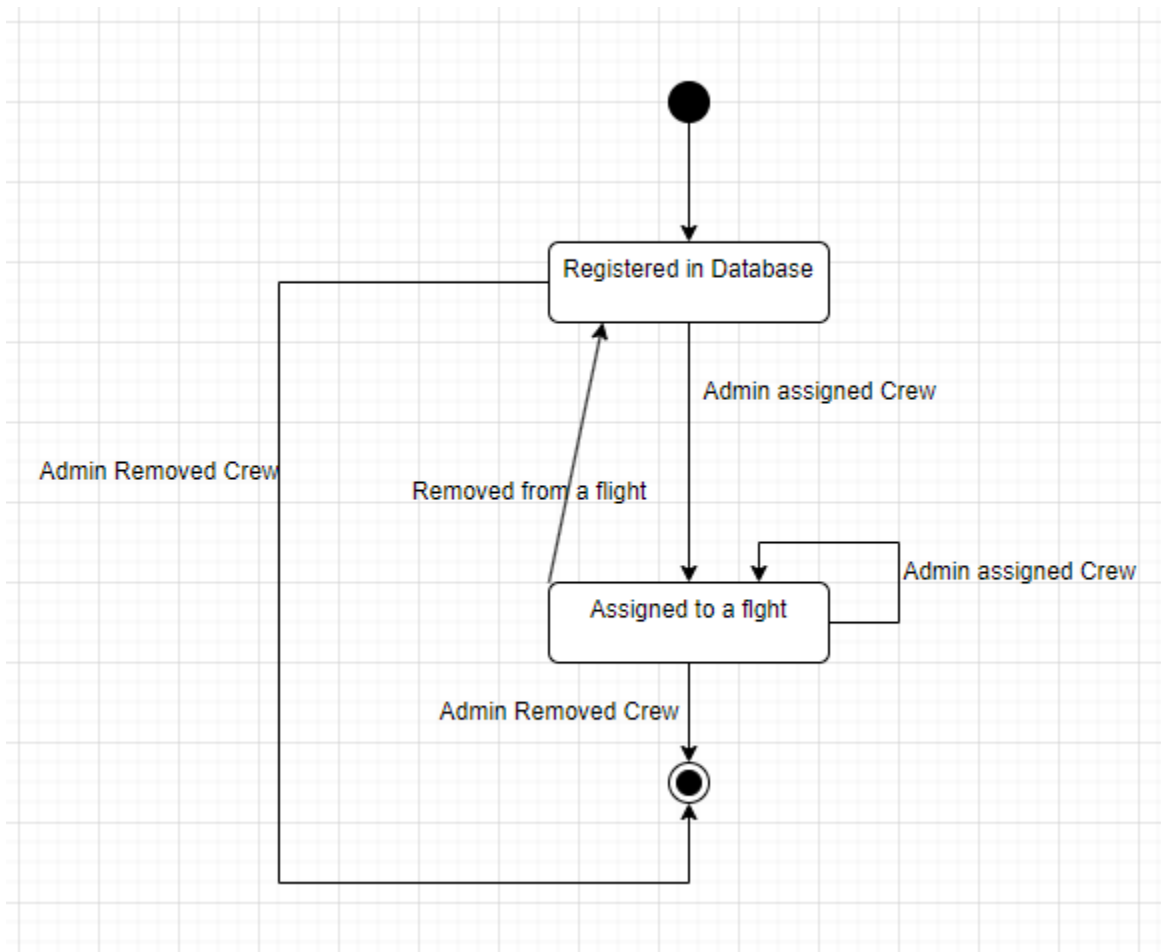 Registered in Database
Admin assigned Crew
Admin Removed Crew
Removed from a flight
Admin assigned Crew
Assigned to a flght
Admin Removed Crew